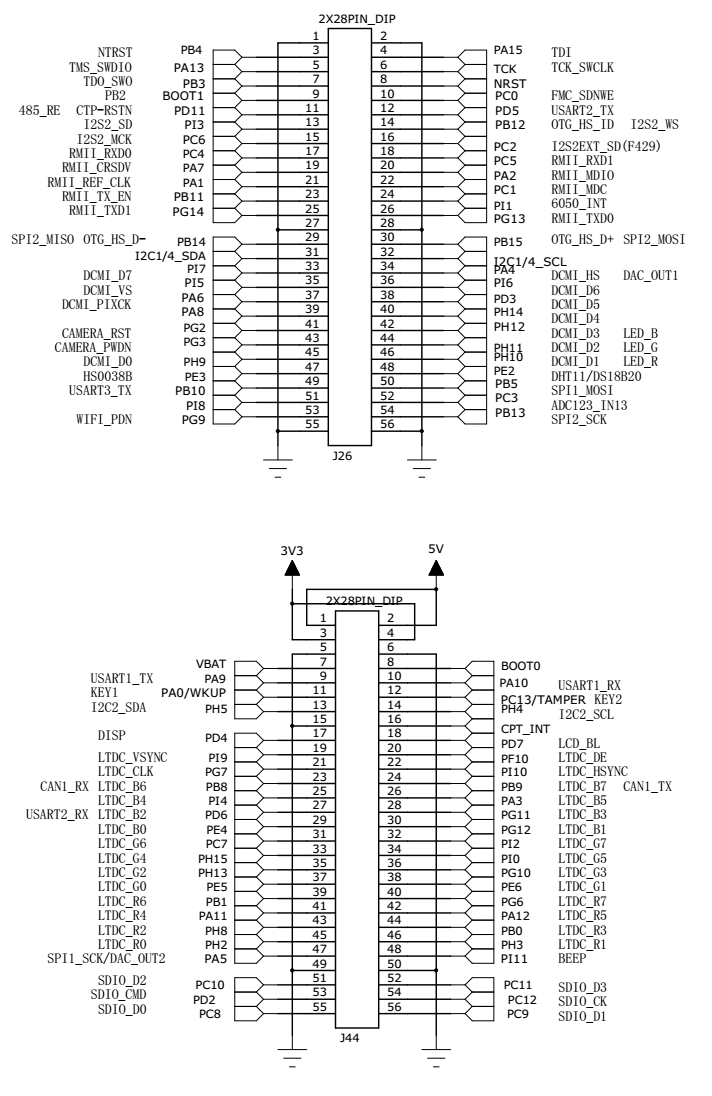 2X28PIN_DIP
1 2
NTRST PB4 3 4 PA15 TDI
TMS_SWDIO PA13 5 6 TCK TCK_SWCLK
TDO_SWO PB3 7 8 NRST
PB2 BOOT1 9 10 PC0 FMC_SDNWE
485_RE CTP-RSTN PD11 11 12 PD5 USART2_TX
I2S2_SD PI3 13 14 PB12 OTG_HS_ID I2S2_WS
I2S2_MCK PC6 15 16 PC2 I2S2EXT_SD(F429)
RMII_RXD0 PC4 17 18 PC5 RMII_RXD1
RMII_CRSDV PA7 19 20 PA2 RMII_MDIO
RMII_REF_CLK PA1 21 22 PC1 RMII_MDC
RMII_TX_EN PB11 23 24 PI1 6050_INT
RMII_TXD1 PG14 25 26 PG13 RMII_TXD0
27 28
SPI2_MISO OTG_HS_D- PB14 29 30 PB15 OTG_HS_D+ SPI2_MOSI
I2C1/4_SDA 31 32 I2C1/4_SCL
DCMI_D7 PI7 33 34 PA4 DCMI_HS DAC_OUT1
DCMI_VS PI5 35 36 PI6 DCMI_D6
DCMI_PIXCK PA6 37 38 PD3 DCMI_D5
PA8 39 40 PH14 DCMI_D4
CAMERA_RST PG2 41 42 PH12 DCMI_D3 LED_B
CAMERA_PWDN PG3 43 44 PH11 DCMI_D2 LED_G
DCMI_D0 PH9 45 46 PH10 DCMI_D1 LED_R
HS0038B PE3 47 48 PE2 DHT11/DS18B20
USART3_TX PB10 49 50 PB5 SPI1_MOSI
PI8 51 52 PC3 ADC123_IN13
WIFI_PDN PG9 53 54 PB13 SPI2_SCK
55 56
J26
3V3 5V
2X28PIN_DIP
1 2
3 4
5 6
VBAT 7 8 BOOT0
USART1_TX PA9 9 10 PA10 USART1_RX
KEY1 PA0/WKUP 11 12 PC13/TAMPER KEY2
I2C2_SDA PH5 13 14 PH4 I2C2_SCL
15 16
DISP PD4 17 18 CPT_INT
LTDC_VSYNC PI9 19 20 PD7 LCD_BL
LTDC_CLK PG7 21 22 PF10 LTDC_DE
CAN1_RX LTDC_B6 PB8 23 24 PI10 LTDC_HSYNC
LTDC_B4 PI4 25 26 PB9 LTDC_B7 CAN1_TX
USART2_RX LTDC_B2 PD6 27 28 PA3 LTDC_B5
LTDC_B0 PE4 29 30 PG11 LTDC_B3
LTDC_G6 PC7 31 32 PG12 LTDC_B1
LTDC_G4 PH15 33 34 PI2 LTDC_G7
LTDC_G2 PH13 35 36 PI0 LTDC_G5
LTDC_G0 PE5 37 38 PG10 LTDC_G3
LTDC_R6 PB1 39 40 PE6 LTDC_G1
LTDC_R4 PA11 41 42 PG6 LTDC_R7
LTDC_R2 PH8 43 44 PA12 LTDC_R5
LTDC_R0 PH2 45 46 PB0 LTDC_R3
SPI1_SCK/DAC_OUT2 PA5 47 48 PH3 LTDC_R1
49 50 PI11 BEEP
SDIO_D2 PC10 51 52 PC11 SDIO_D3
SDIO_CMD PD2 53 54 PC12 SDIO_CK
SDIO_D0 PC8 55 56 PC9 SDIO_D1
J44